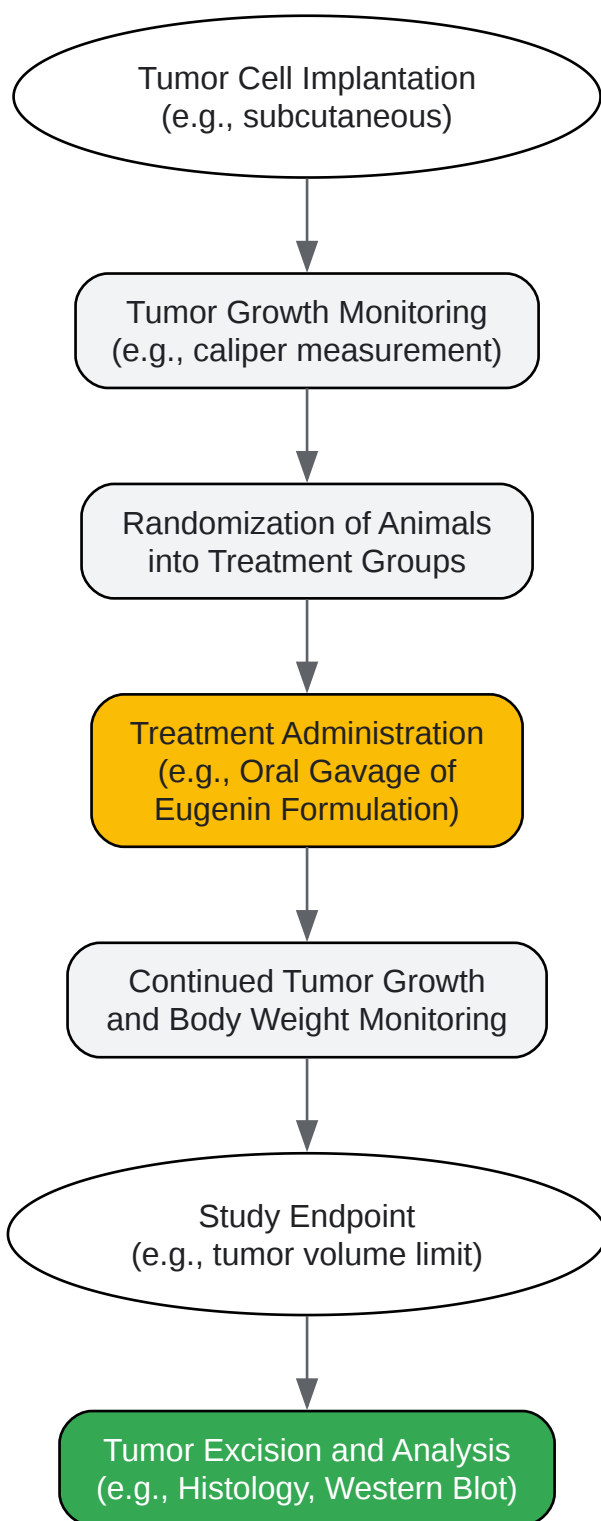 Tumor Cell Implantation
(e.g., subcutaneous)
Tumor Growth Monitoring
(e.g., caliper measurement)
Randomization of Animals
into Treatment Groups
Treatment Administration
(e.g., Oral Gavage of
Eugenin Formulation)
Continued Tumor Growth
and Body Weight Monitoring
Study Endpoint
(e.g., tumor volume limit)
Tumor Excision and Analysis
(e.g., Histology, Western Blot)